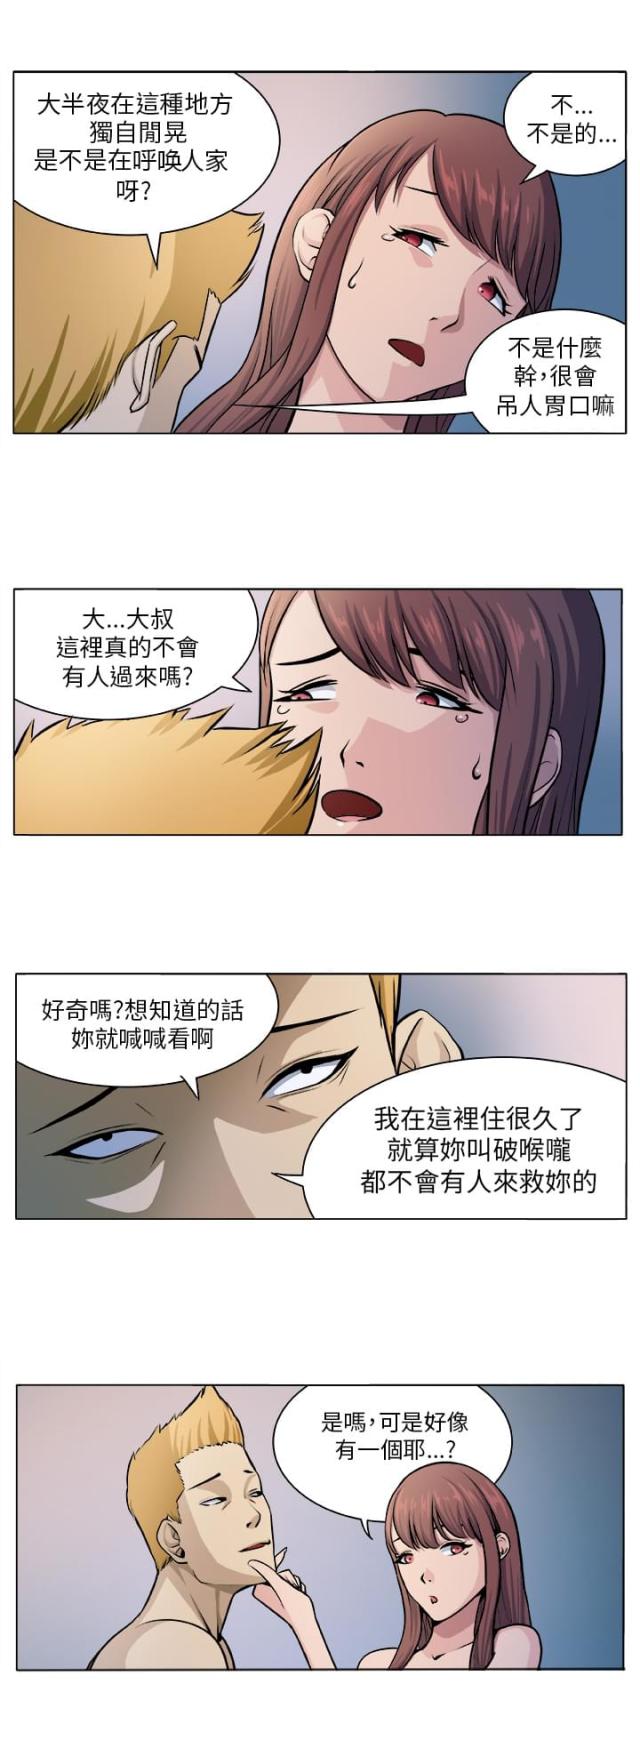 大半夜在這種地方
獨自閒晃
是不是在呼喚人家
呀?
不...
不是的...
不是什麼
幹，很會
吊人胃口嘛
大...大叔
這裡真的不會
有人過來嗎?
好奇嗎?想知道的話
妳就喊喊看啊
我在這裡住很久了
就算妳叫破喉嚨
都不會有人來救妳的
是嗎，可是好像
有一個耶...?